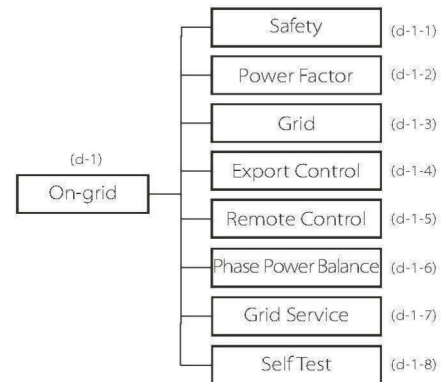 Safety (d-1-1)
Power Factor (d-1-2)
Grid (d-1-3)
(d-1)
Export Control (d-1-4)
On-grid
Remote Control (d-1-5)
Phase Power Balance (d-1-6)
Grid Service (d-1-7)
Self Test (d-1-8)